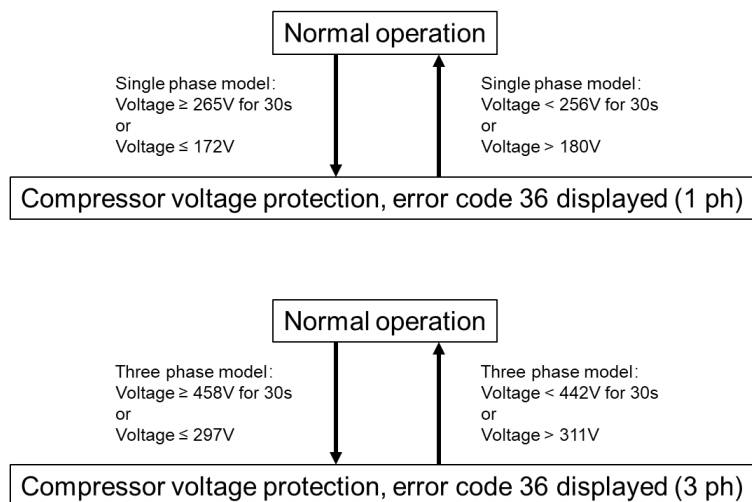 Normal operation
Single phase model:
Voltage ≥ 265V for 30s
or
Voltage ≤ 172V
Single phase model:
Voltage < 256V for 30s
or
Voltage > 180V
Compressor voltage protection, error code 36 displayed (1 ph)
Normal operation
Three phase model:
Voltage ≥ 458V for 30s
or
Voltage ≤ 297V
Three phase model:
Voltage < 442V for 30s
or
Voltage > 311V
Compressor voltage protection, error code 36 displayed (3 ph)